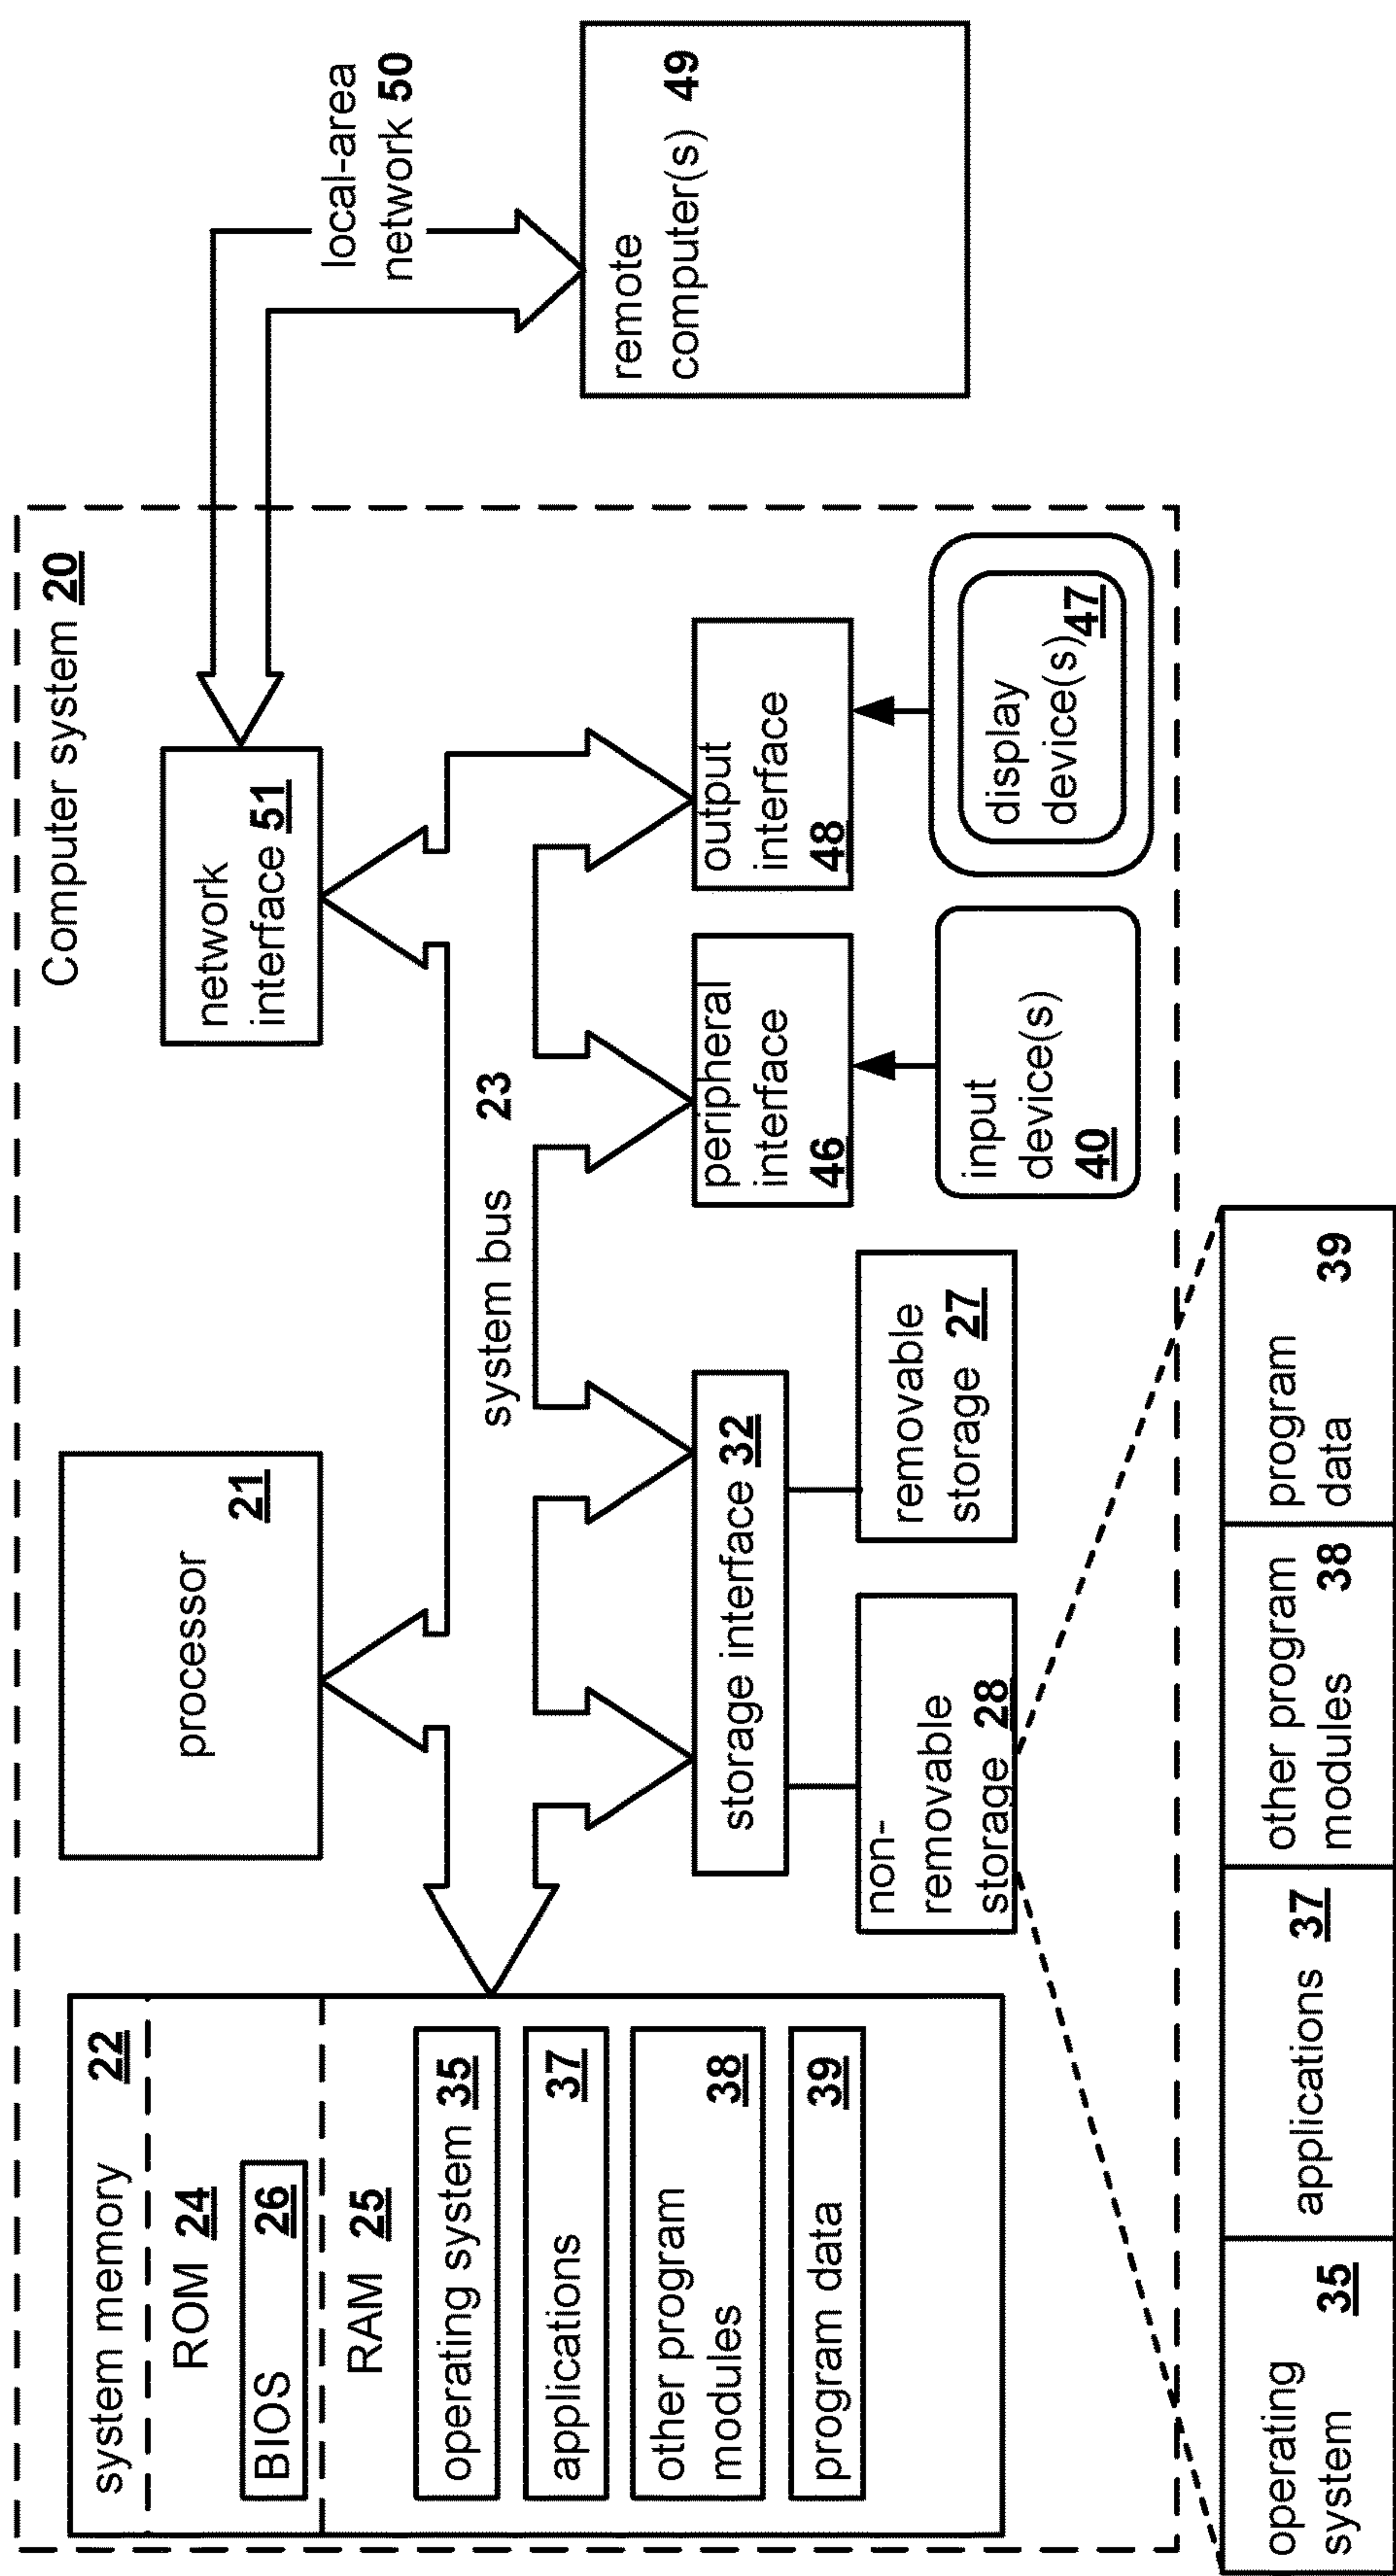 Computer system 20
system memory 22
ROM 24
BIOS 26
RAM 25
operating system 35
applications 37
other program
modules 38
program data 39
processor
21
network
interface 51
local-area
network 50
system bus 23
storage interface 32
non-
removable
storage 28
removable
storage 27
peripheral
interface
46
output
interface
48
input
device(s)
40
display
device(s) 47
remote
computer(s) 49
operating
system 35
applications 37
other program
modules 38
program
data 39